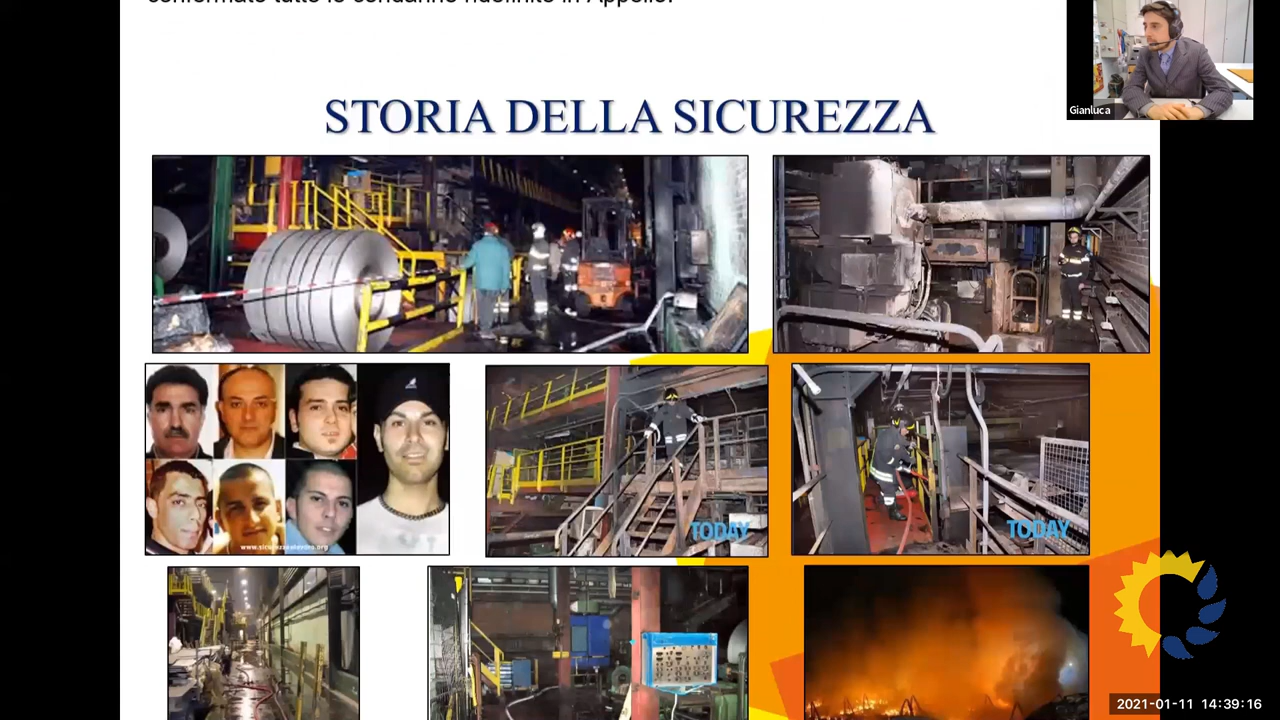 STORIA DELLA SICUREZZA
Gianluca
TODAY
TODAY
2021-01-11 14:39:16